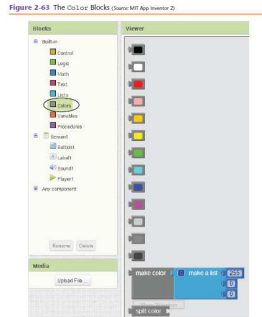 Figure 2-63 The Color Blocks (Source: MIT App Inventor 2)
Blocks
Viewer
Built-in
Control
Logic
Math
Text
Lists
Colors
Variables
Procedures
Screen1
Button1
Label1
Sound1
Player1
Any component
Rename Delete
Media
Upload File ...
make color
make a list
255
0
0
split color